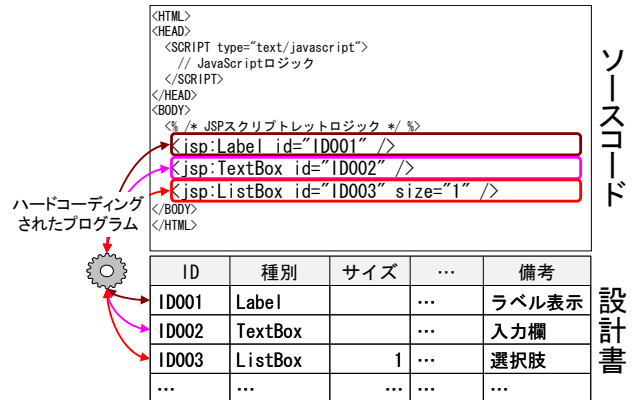 <HTML>
<HEAD>
<SCRIPT type="text/javascript">
// JavaScriptロジック
</SCRIPT>
</HEAD>
<BODY>
<% /* JSPスクリプトレットロジック */ %>
<jsp:Label id="ID001" />
<jsp:TextBox id="ID002" />
<jsp:ListBox id="ID003" size="1" />
</BODY>
</HTML>
ソースコード
ハードコーディング
されたプログラム
ID 種別 サイズ … 備考
ID001 Label … ラベル表示
ID002 TextBox … 入力欄
ID003 ListBox 1 … 選択肢
… … … … …
設計書